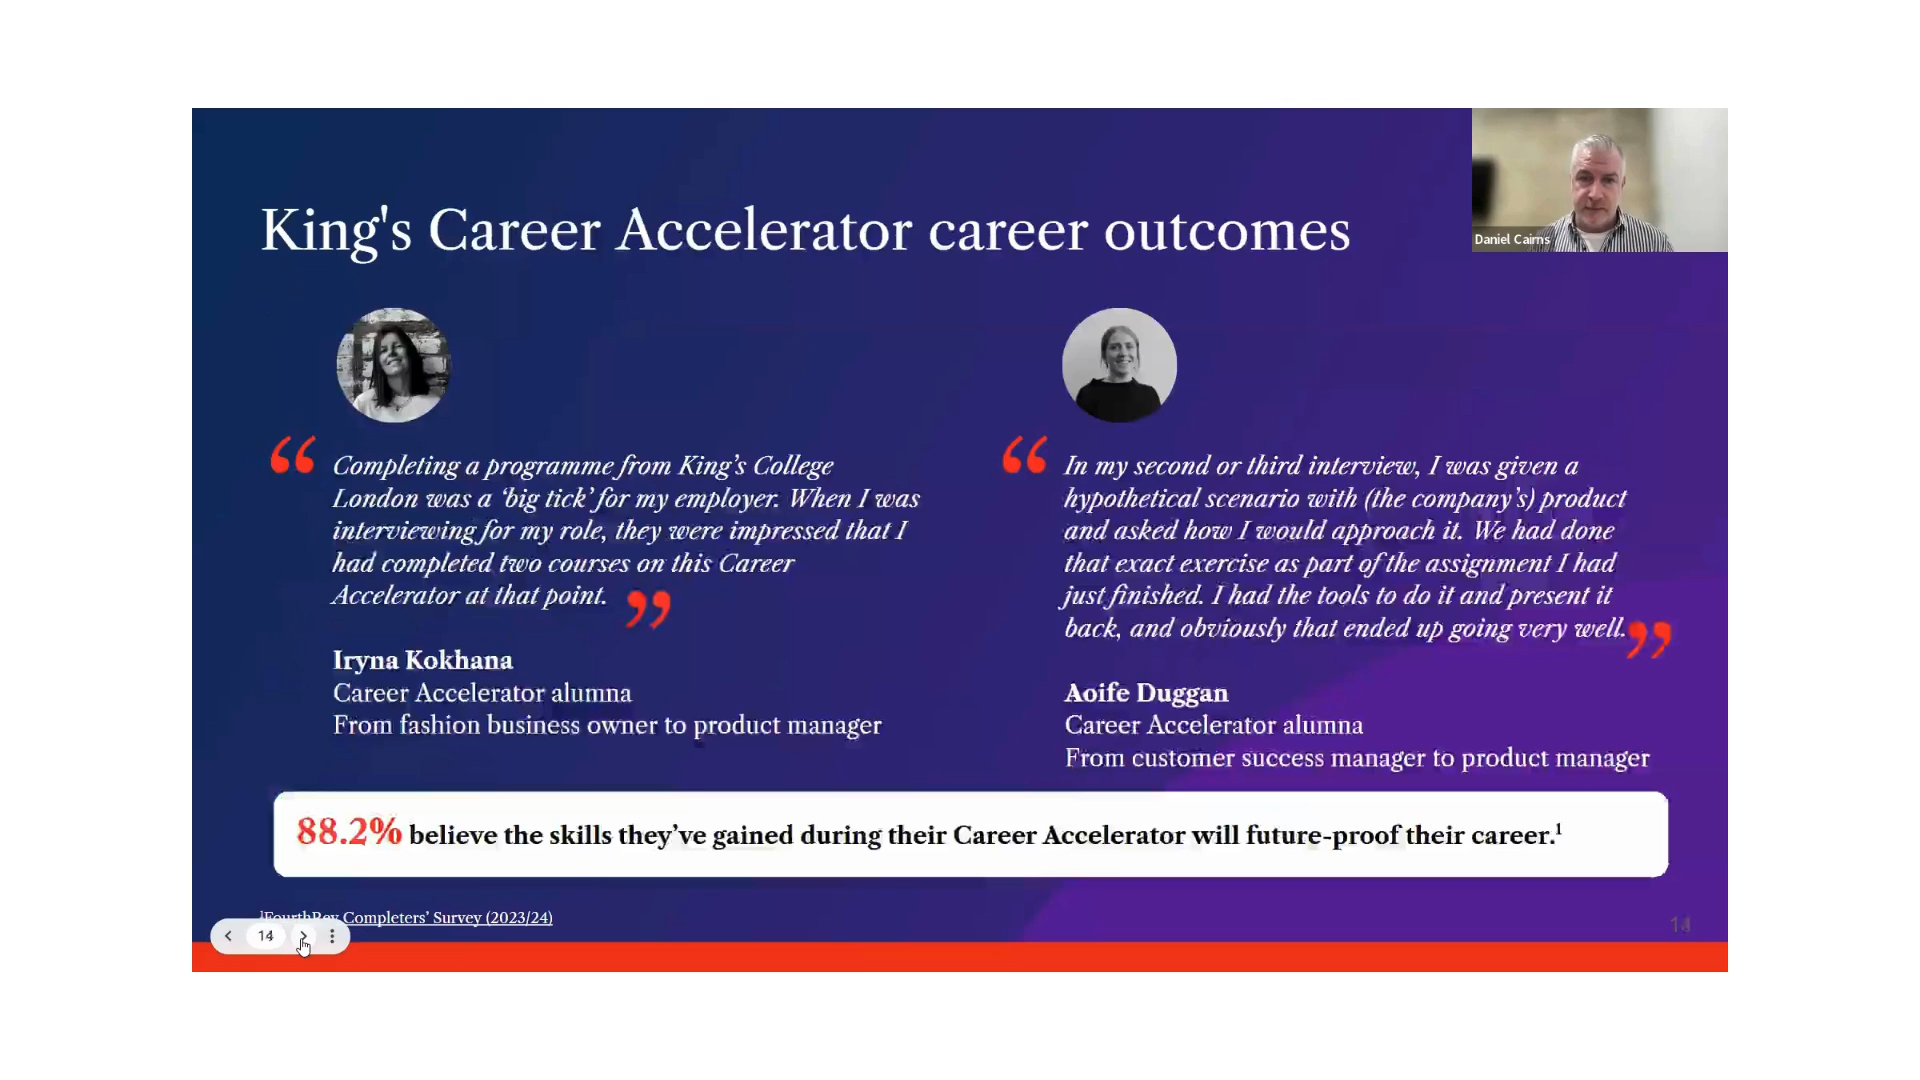 King's Career Accelerator career outcomes
Daniel Cairns
“ Completing a programme from King’s College
London was a ‘big tick’ for my employer. When I was
interviewing for my role, they were impressed that I
had completed two courses on this Career
Accelerator at that point. ”
Iryna Kokhana
Career Accelerator alumna
From fashion business owner to product manager
“ In my second or third interview, I was given a
hypothetical scenario with (the company’s) product
and asked how I would approach it. We had done
that exact exercise as part of the assignment I had
just finished. I had the tools to do it and present it
back, and obviously that ended up going very well. ”
Aoife Duggan
Career Accelerator alumna
From customer success manager to product manager
88.2% believe the skills they’ve gained during their Career Accelerator will future-proof their career.¹
¹FourthRev Completers’ Survey (2023/24)
14
14